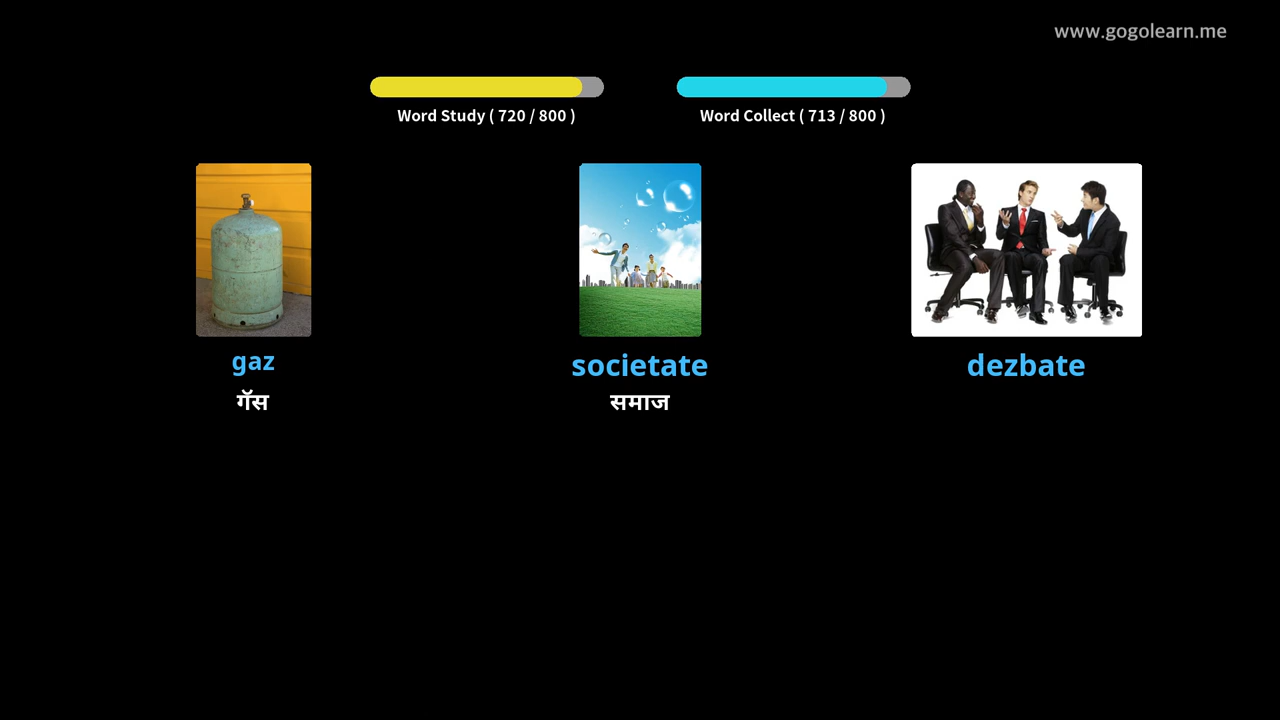 www.gogolearn.me
Word Study ( 720 / 800 )
Word Collect ( 713 / 800 )
gaz
societate
dezbate
गॅस
समाज